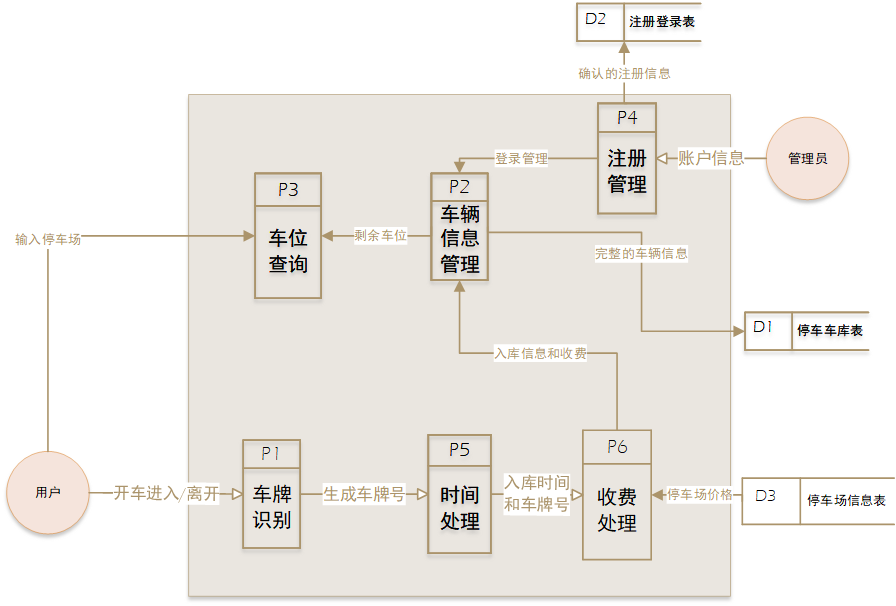 D2
注册登录表
确认的注册信息
P4
注册
管理
账户信息
管理员
登录管理
P2
车辆
信息
管理
P3
车位
查询
剩余车位
输入停车场
完整的车辆信息
D1
停车车库表
入库信息和收费
用户
开车进入/离开
P1
车牌
识别
生成车牌号
P5
时间
处理
入库时间
和车牌号
P6
收费
处理
停车场价格
D3
停车场信息表